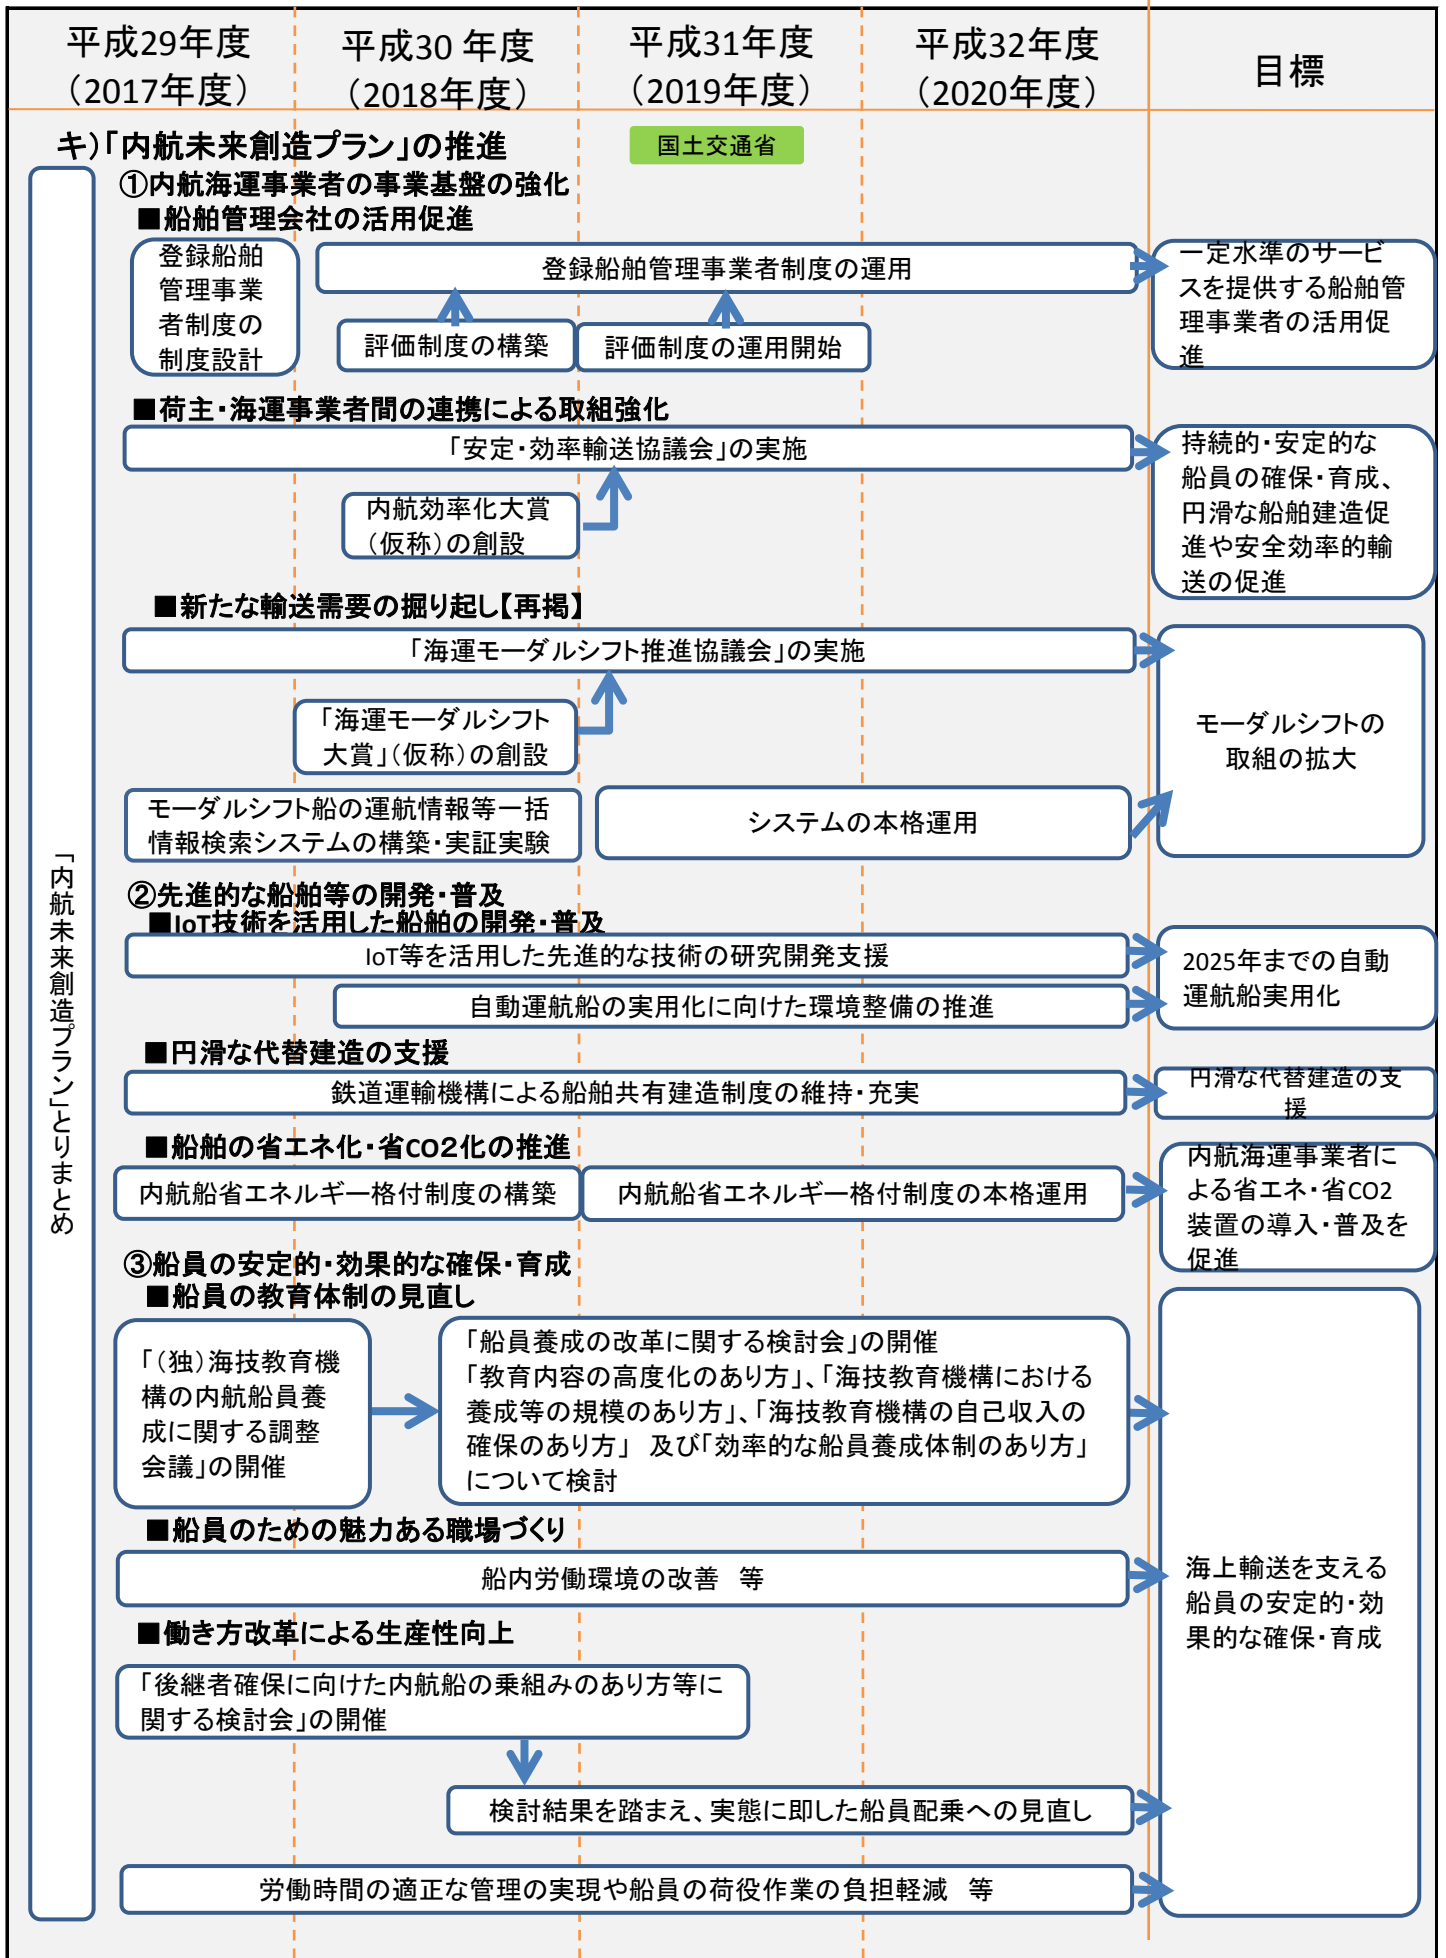 平成29年度
（2017年度）
平成30 年度
（2018年度）
平成31年度
（2019年度）
平成32年度
（2020年度）
目標
キ）「内航未来創造プラン」の推進
国土交通省
「内航未来創造プラン」とりまとめ
①内航海運事業者の事業基盤の強化
■船舶管理会社の活用促進
登録船舶
管理事業
者制度の
制度設計
登録船舶管理事業者制度の運用
評価制度の構築
評価制度の運用開始
一定水準のサービ
スを提供する船舶管
理事業者の活用促
進
■荷主・海運事業者間の連携による取組強化
「安定・効率輸送協議会」の実施
内航効率化大賞
（仮称）の創設
持続的・安定的な
船員の確保・育成、
円滑な船舶建造促
進や安全効率的輸
送の促進
■新たな輸送需要の掘り起し【再掲】
「海運モーダルシフト推進協議会」の実施
「海運モーダルシフト
大賞」（仮称）の創設
モーダルシフト船の運航情報等一括
情報検索システムの構築・実証実験
システムの本格運用
モーダルシフトの
取組の拡大
②先進的な船舶等の開発・普及
■IoT技術を活用した船舶の開発・普及
IoT等を活用した先進的な技術の研究開発支援
自動運航船の実用化に向けた環境整備の推進
2025年までの自動
運航船実用化
■円滑な代替建造の支援
鉄道運輸機構による船舶共有建造制度の維持・充実
円滑な代替建造の支
援
■船舶の省エネ化・省CO2化の推進
内航船省エネルギー格付制度の構築
内航船省エネルギー格付制度の本格運用
内航海運事業者に
よる省エネ・省CO2
装置の導入・普及を
促進
③船員の安定的・効果的な確保・育成
■船員の教育体制の見直し
「（独）海技教育機
構の内航船員養
成に関する調整
会議」の開催
「船員養成の改革に関する検討会」の開催
「教育内容の高度化のあり方」、「海技教育機構における
養成等の規模のあり方」、「海技教育機構の自己収入の
確保のあり方」 及び「効率的な船員養成体制のあり方」
について検討
■船員のための魅力ある職場づくり
船内労働環境の改善 等
海上輸送を支える
船員の安定的・効
果的な確保・育成
■働き方改革による生産性向上
「後継者確保に向けた内航船の乗組みのあり方等に
関する検討会」の開催
検討結果を踏まえ、実態に即した船員配乗への見直し
労働時間の適正な管理の実現や船員の荷役作業の負担軽減 等